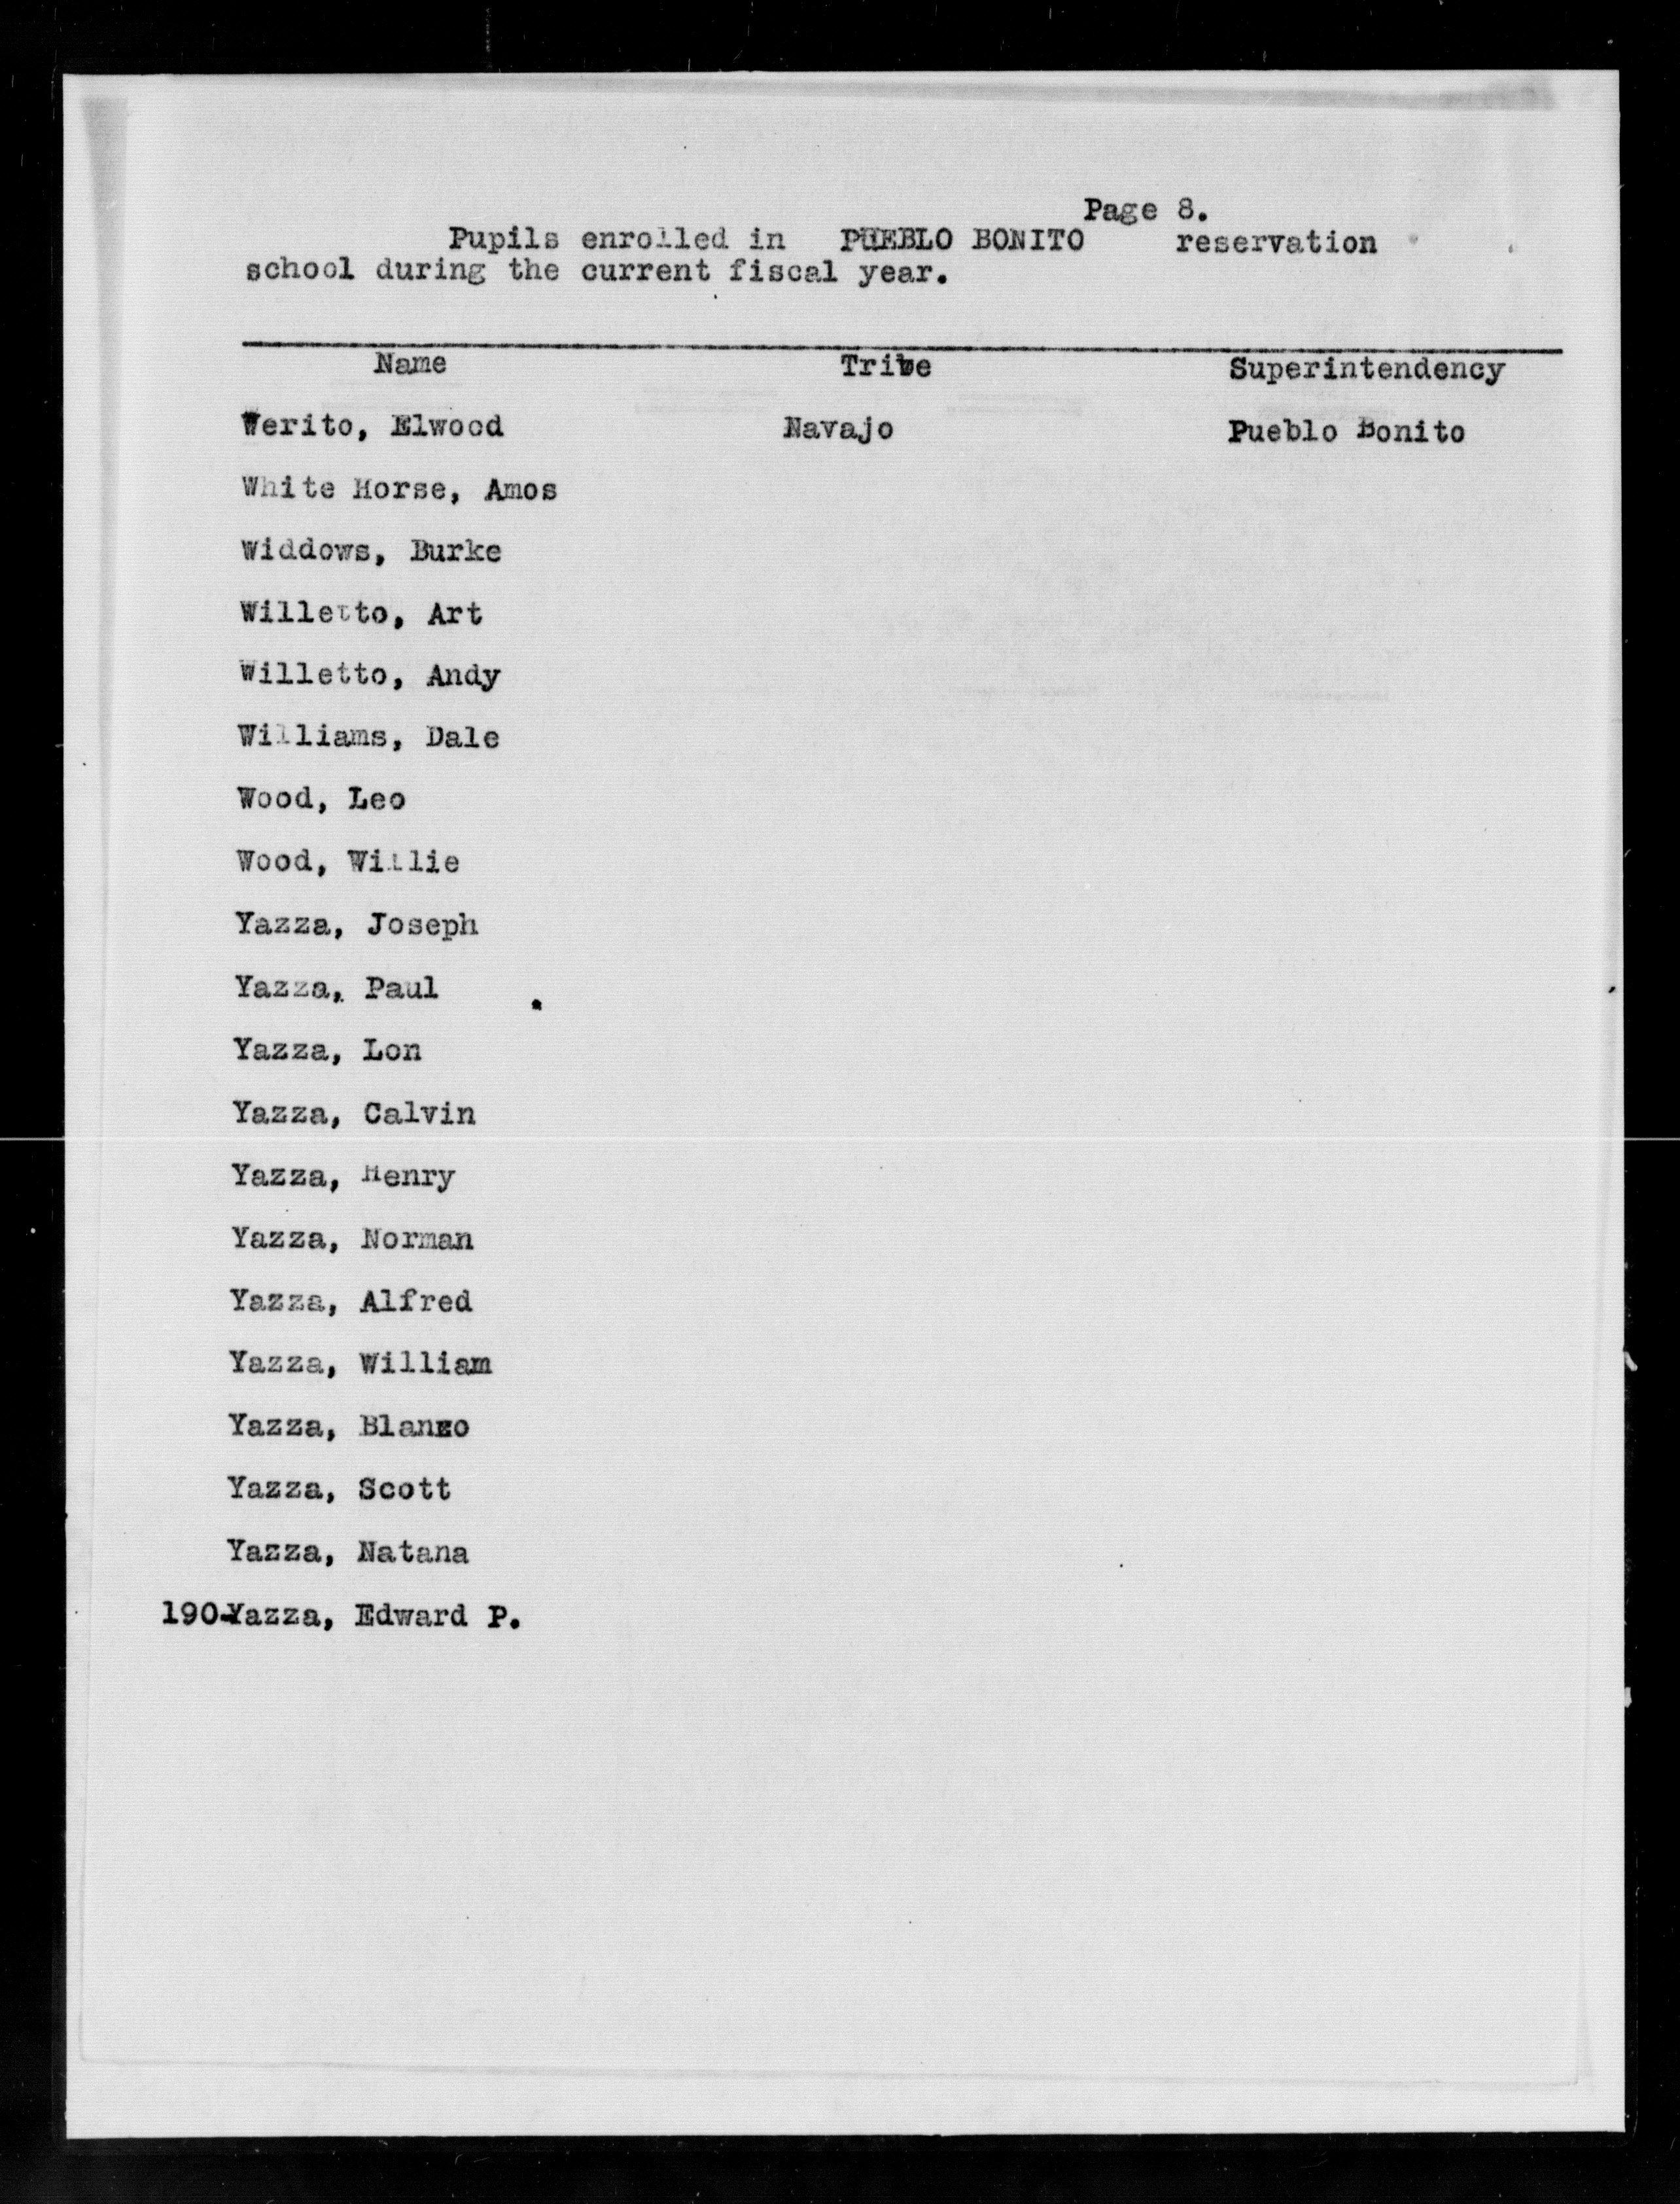 Page 8.
Pupils enrolled in PUEBLO BONITO reservation
school during the current fiscal year.
Name Tribe Superintendency
Werito, Elwood Navajo Pueblo Bonito
White Horse, Amos
Widdows, Burke
Willetto, Art
Willetto, Andy
Williams, Dale
Wood, Leo
Wood, Willie
Yazza, Joseph
Yazza, Paul
Yazza, Lon
Yazza, Calvin
Yazza, Henry
Yazza, Norman
Yazza, Alfred
Yazza, William
Yazza,
Yazza, Scott
Yazza, Natana
190-Yazza, Edward P.